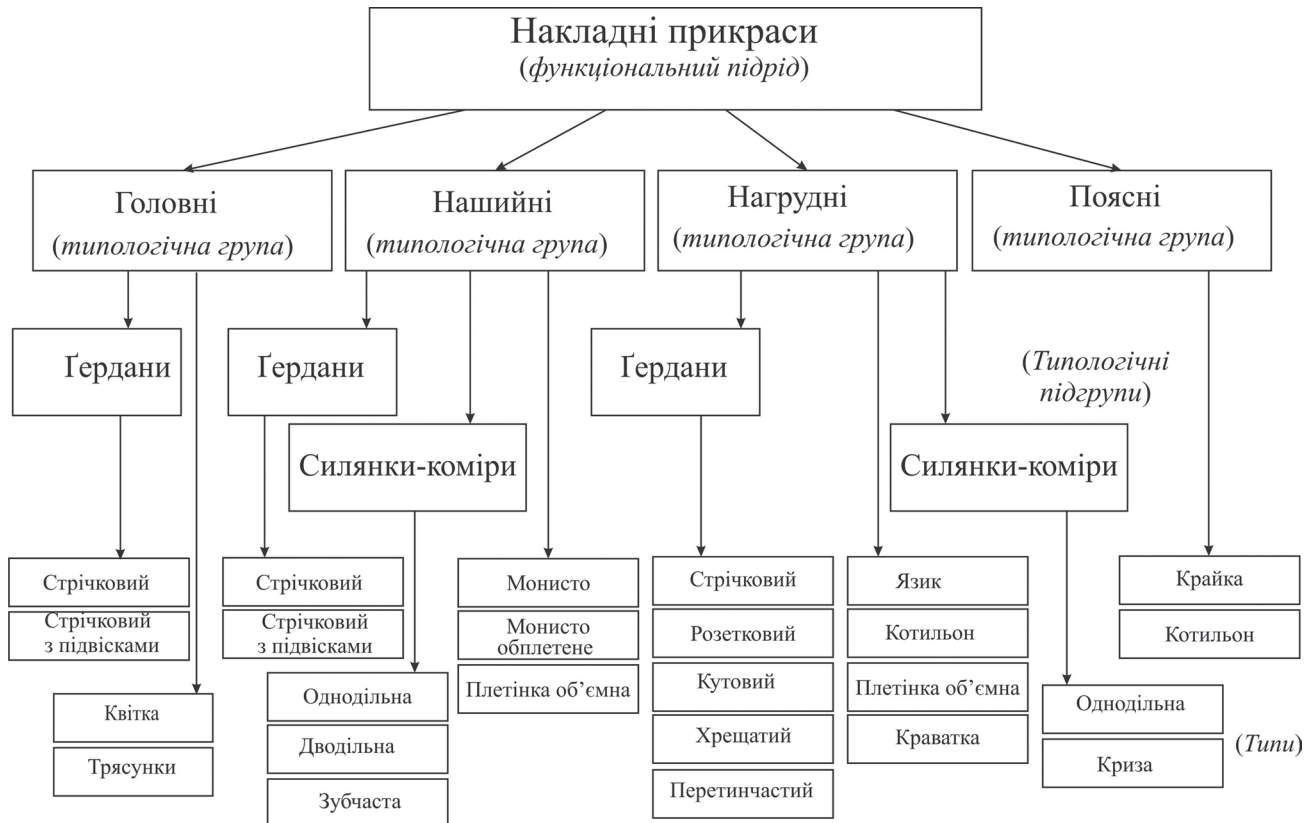 Накладні прикраси
(функціональний підрід)
Головні
(типологічна група)
Нашийні
(типологічна група)
Нагрудні
(типологічна група)
Поясні
(типологічна група)
Ґердани
Ґердани
Ґердани
(Типологічні
підгрупи)
Силянки-коміри
Силянки-коміри
Стрічковий
Стрічковий
з підвісками
Квітка
Трясунки
Стрічковий
Стрічковий
з підвісками
Однодільна
Дводільна
Зубчаста
Монисто
Монисто
обплетене
Плетінка об’ємна
Стрічковий
Розетковий
Кутовий
Хрещатий
Перетинчастий
Язик
Котильон
Плетінка об’ємна
Краватка
Однодільна
Криза
Крайка
Котильон
(Типи)